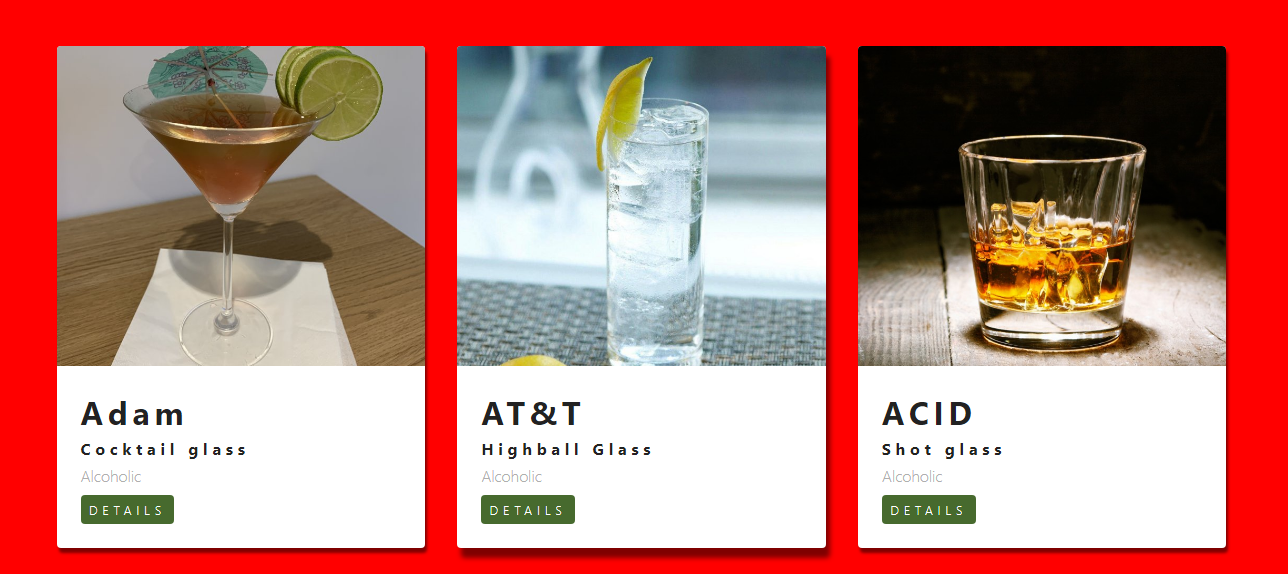 Adam
Cocktail glass
Alcoholic
DETAILS
AT&T
Highball Glass
Alcoholic
DETAILS
ACID
Shot glass
Alcoholic
DETAILS